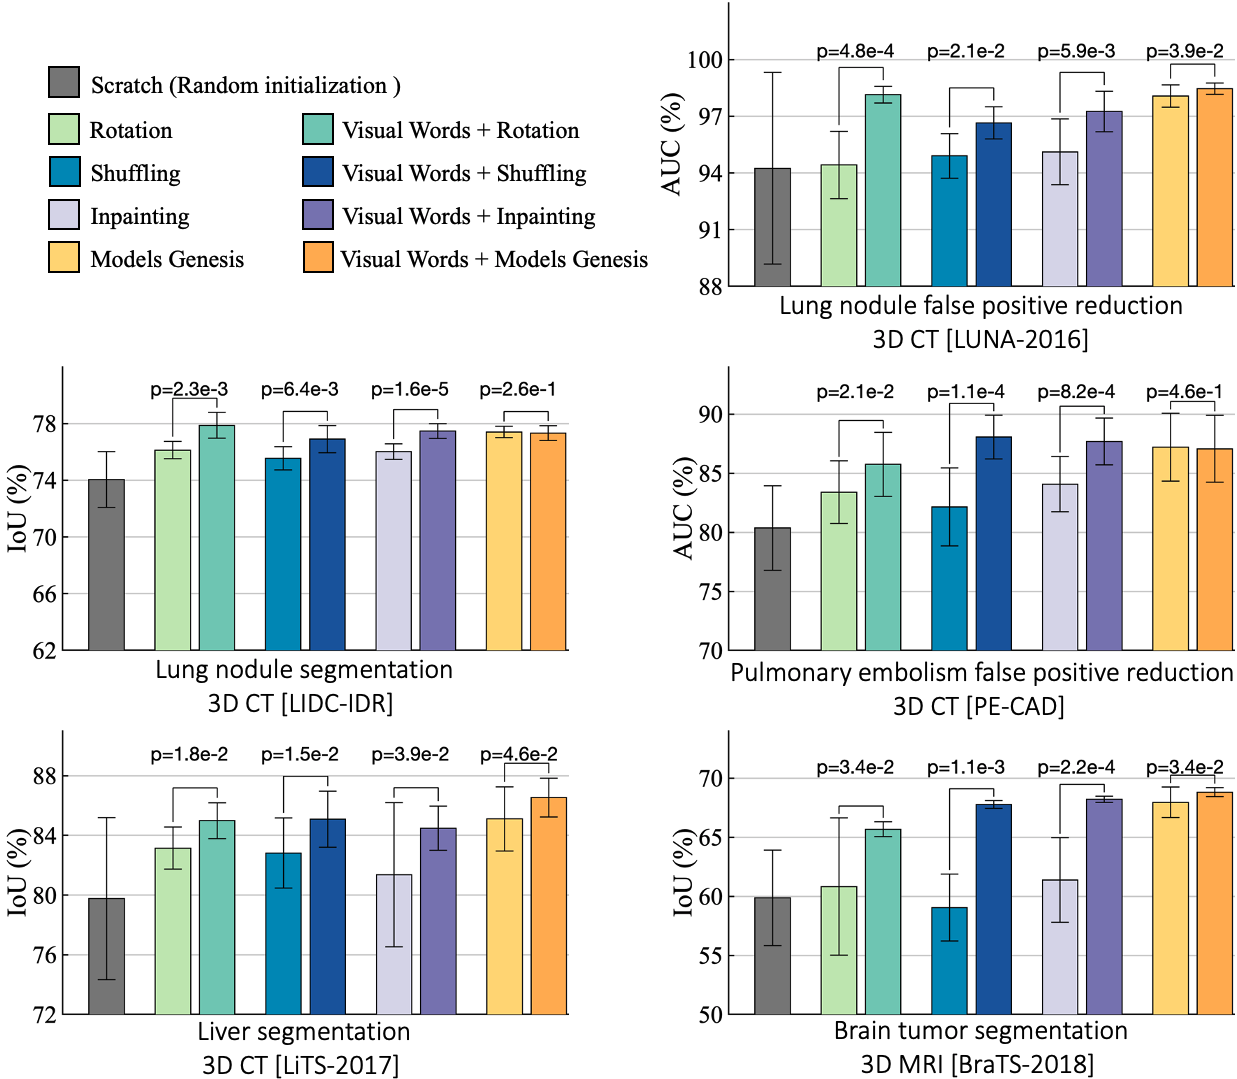 Scratch (Random initialization )
Rotation
Visual Words + Rotation
Shuffling
Visual Words + Shuffling
Inpainting
Visual Words + Inpainting
Models Genesis
Visual Words + Models Genesis
AUC (%)
100
97
94
91
88
p=4.8e-4
p=2.1e-2
p=5.9e-3
p=3.9e-2
Lung nodule false positive reduction
3D CT [LUNA-2016]
IoU (%)
78
74
70
66
62
p=2.3e-3
p=6.4e-3
p=1.6e-5
p=2.6e-1
Lung nodule segmentation
3D CT [LIDC-IDR]
AUC (%)
90
85
80
75
70
p=2.1e-2
p=1.1e-4
p=8.2e-4
p=4.6e-1
Pulmonary embolism false positive reduction
3D CT [PE-CAD]
IoU (%)
88
84
80
76
72
p=1.8e-2
p=1.5e-2
p=3.9e-2
p=4.6e-2
Liver segmentation
3D CT [LiTS-2017]
IoU (%)
70
65
60
55
50
p=3.4e-2
p=1.1e-3
p=2.2e-4
p=3.4e-2
Brain tumor segmentation
3D MRI [BraTS-2018]